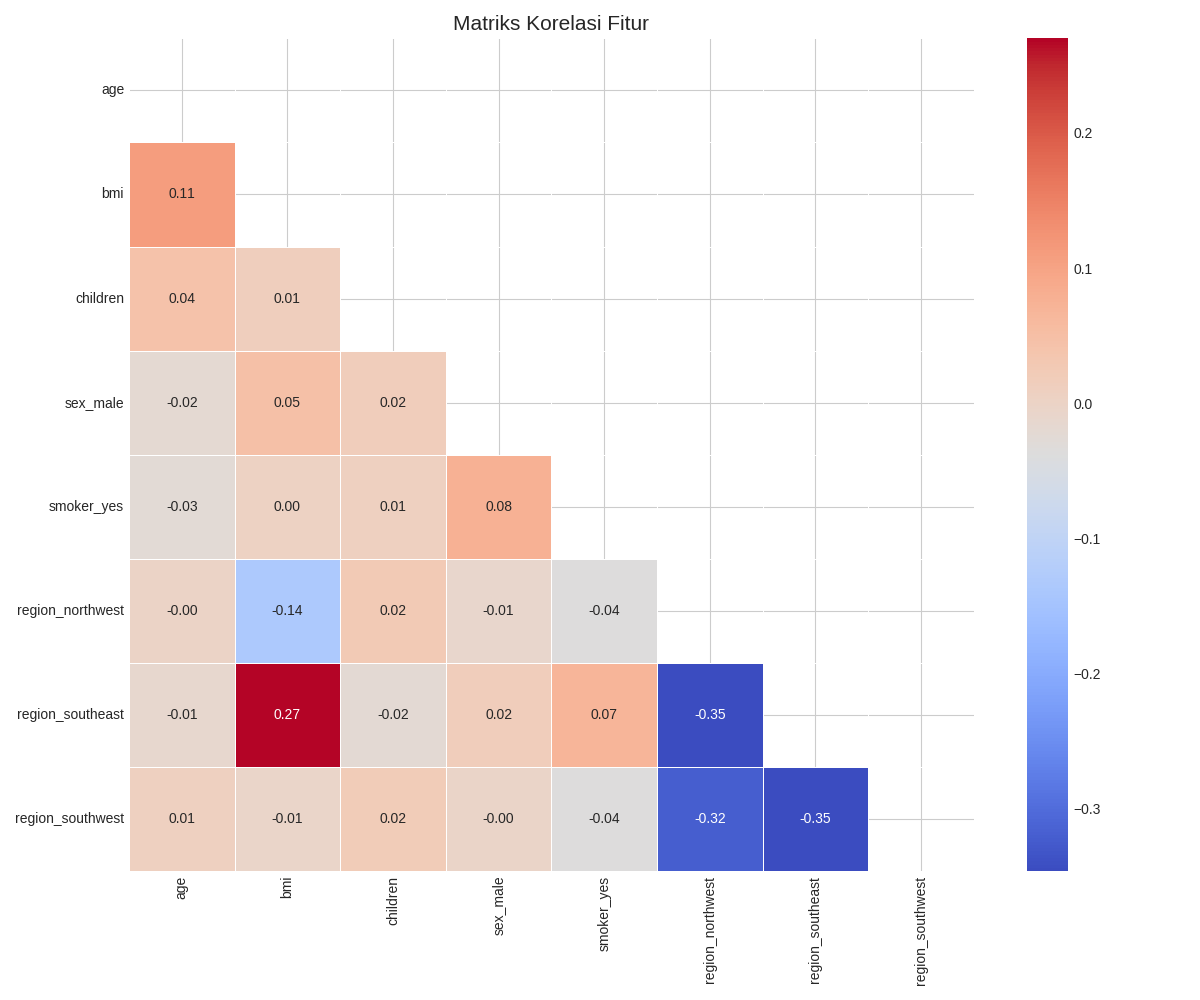 Matriks Korelasi Fitur
age
bmi 0.11
children 0.04 0.01
sex_male -0.02 0.05 0.02
smoker_yes -0.03 0.00 0.01 0.08
region_northwest -0.00 -0.14 0.02 -0.01 -0.04
region_southeast -0.01 0.27 -0.02 0.02 0.07 -0.35
region_southwest 0.01 -0.01 0.02 -0.00 -0.04 -0.32 -0.35
age bmi children sex_male smoker_yes region_northwest region_southeast region_southwest
0.2
0.1
0.0
−0.1
−0.2
−0.3